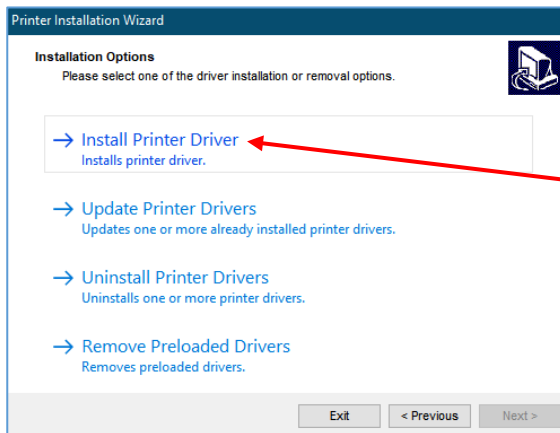 Printer Installation Wizard
Installation Options
Please select one of the driver installation or removal options.
Install Printer Driver
Installs printer driver.
Update Printer Drivers
Updates one or more already installed printer drivers.
Uninstall Printer Drivers
Uninstalls one or more printer drivers.
Remove Preloaded Drivers
Removes preloaded drivers.
Exit < Previous Next >